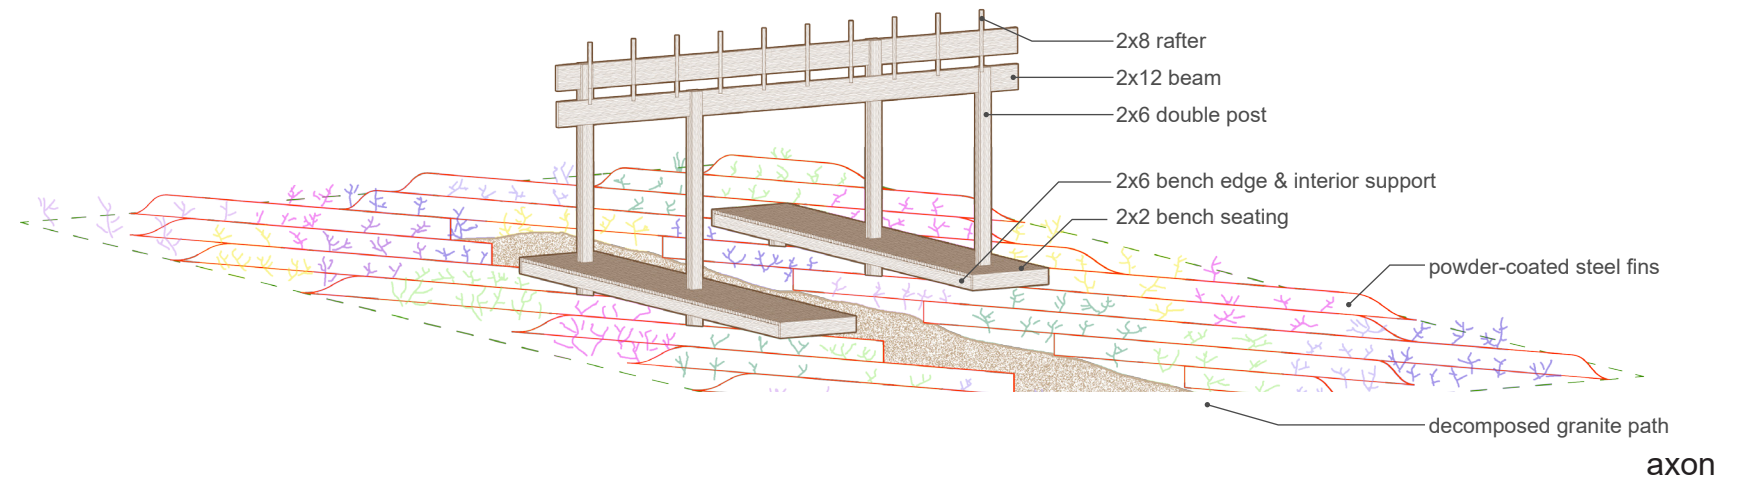 2x8 rafter
2x12 beam
2x6 double post
2x6 bench edge & interior support
2x2 bench seating
powder-coated steel fins
decomposed granite path
axon